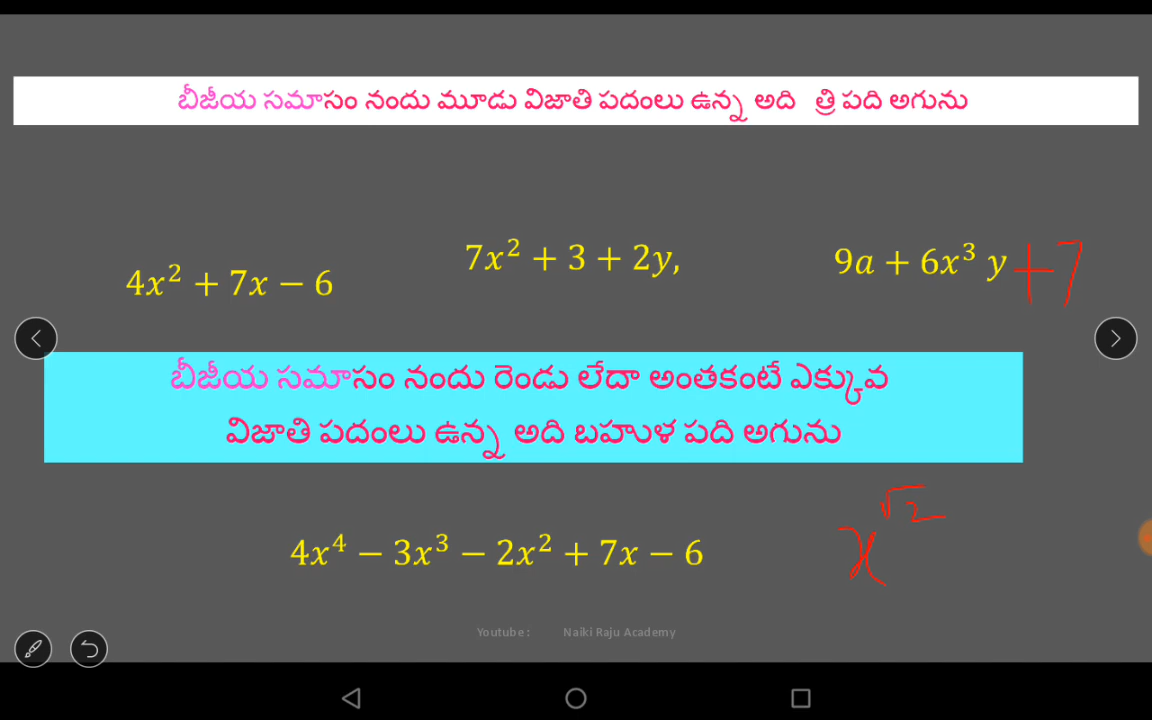 బీజీయ సమాసం నందు మూడు విజాతి పదంలు ఉన్న అది త్రి పది అగును
4x² + 7x − 6
7x² + 3 + 2y,
9a + 6x³ y +7
బీజీయ సమాసం నందు రెండు లేదా అంతకంటే ఎక్కువ
విజాతి పదంలు ఉన్న అది బహుళ పది అగును
4x⁴ − 3x³ − 2x² + 7x − 6
x^√2
Youtube : Naiki Raju Academy